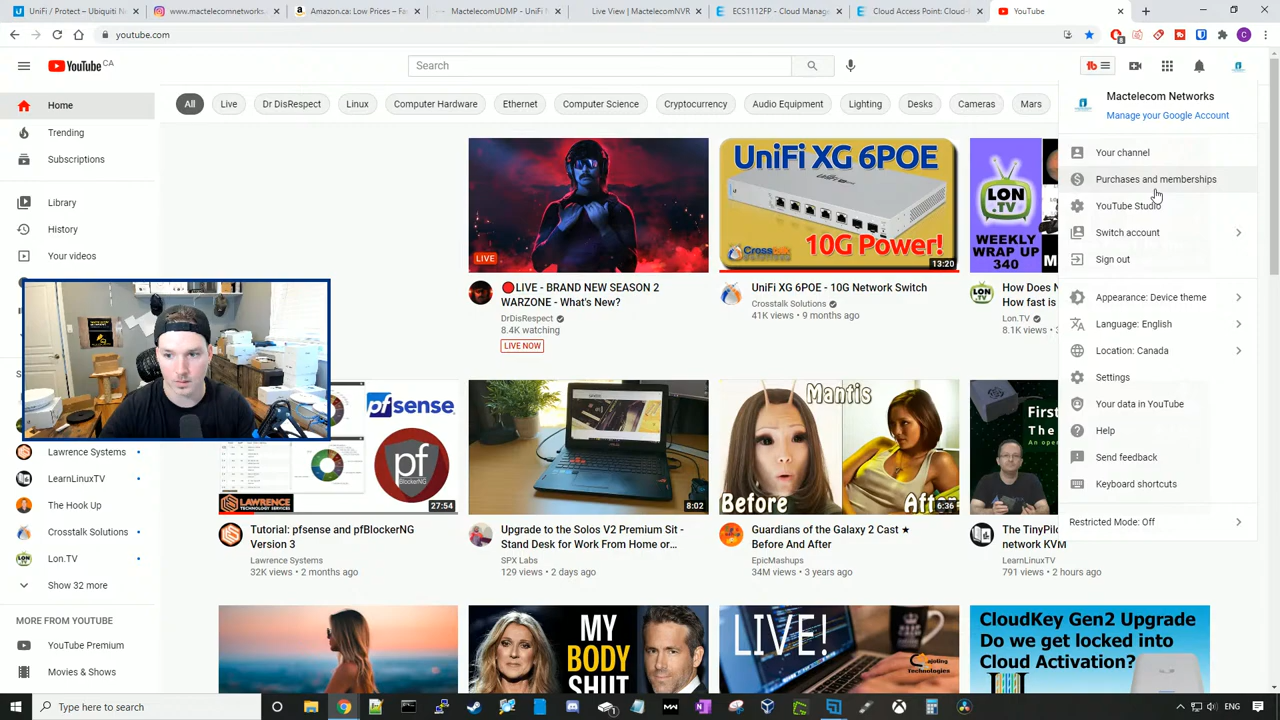 UniFi / Protect – Ubiquiti N
www.mactelecomnetworks.
Amazon.ca: Low Prices – Fa
MactelecomUDMP - UniFi N
Live View | MactelecomNVR
ECS1112FP - Cloud Manage
Cloud Access Point: Cloud-
YouTube
youtube.com
YouTube CA
Search
All
Live
Dr DisRespect
Linux
Computer Hardware
Ethernet
Computer Science
Cryptocurrency
Audio Equipment
Lighting
Desks
Cameras
Mars
Home
Trending
Subscriptions
Library
History
Your videos
Lawrence Systems
LearnLinuxTV
The Hook Up
Crosstalk Solutions
Lon.TV
Show 32 more
MORE FROM YOUTUBE
YouTube Premium
Movies & Shows
LIVE
LIVE - BRAND NEW SEASON 2
WARZONE - What's New?
DrDisRespect
8.4K watching
LIVE NOW
UniFi XG 6POE
Crosstalk
SOLUTIONS
10G Power!
13:20
UniFi XG 6POE - 10G Network Switch
Crosstalk Solutions
41K views • 9 months ago
LON
.TV
WEEKLY
WRAP UP
340
How Does N
How fast is
Lon.TV
8.1K views •
pfsense
pf
BlockerNG
LAWRENCE
27:54
Tutorial: pfsense and pfBlockerNG
Version 3
Lawrence Systems
32K views • 2 months ago
8:02
Upgrade to the Solos V2 Premium Sit -
Stand Desk for Work From Home or…
SPX Labs
129 views • 2 days ago
Mantis
Before
After
6:36
Guardians of the Galaxy 2 Cast ★
Before And After
EpicMashups
34M views • 3 years ago
First
The
An open
The TinyPilot
network KVM
LearnLinuxTV
791 views • 2 hours ago
MY
BODY
SHUT
LIVE!
CloudKey Gen2 Upgrade
Do we get locked into
Cloud Activation?
Mactelecom Networks
Manage your Google Account
Your channel
Purchases and memberships
YouTube Studio
Switch account
Sign out
Appearance: Device theme
Language: English
Location: Canada
Settings
Your data in YouTube
Help
Send feedback
Keyboard shortcuts
Restricted Mode: Off
Type here to search
ENG